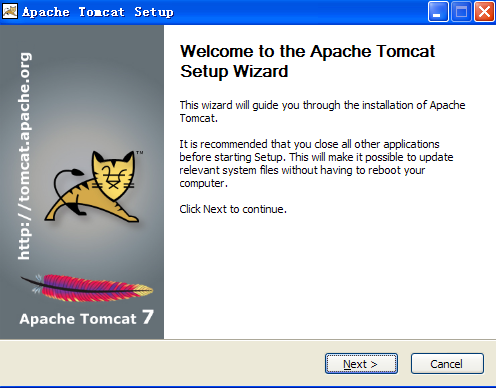 Apache Tomcat Setup
http://tomcat.apache.org
TM
Apache Tomcat 7
Welcome to the Apache Tomcat
Setup Wizard
This wizard will guide you through the installation of Apache
Tomcat.
It is recommended that you close all other applications
before starting Setup. This will make it possible to update
relevant system files without having to reboot your
computer.
Click Next to continue.
Next >
Cancel